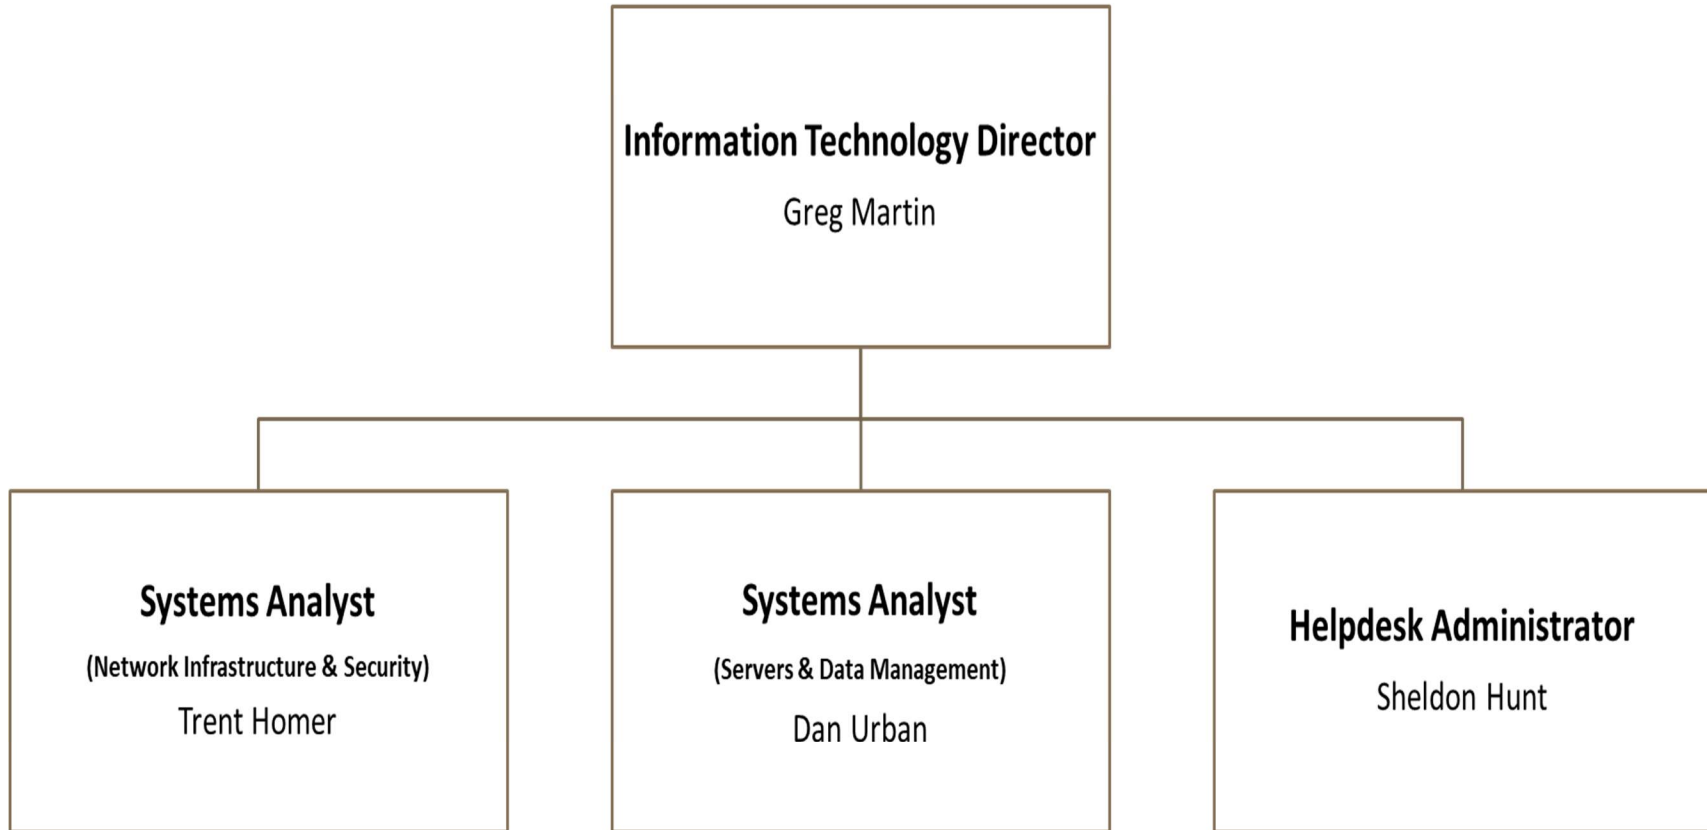 Information Technology Director
Greg Martin
Systems Analyst
(Network Infrastructure & Security)
Trent Homer
Systems Analyst
(Servers & Data Management)
Dan Urban
Helpdesk Administrator
Sheldon Hunt